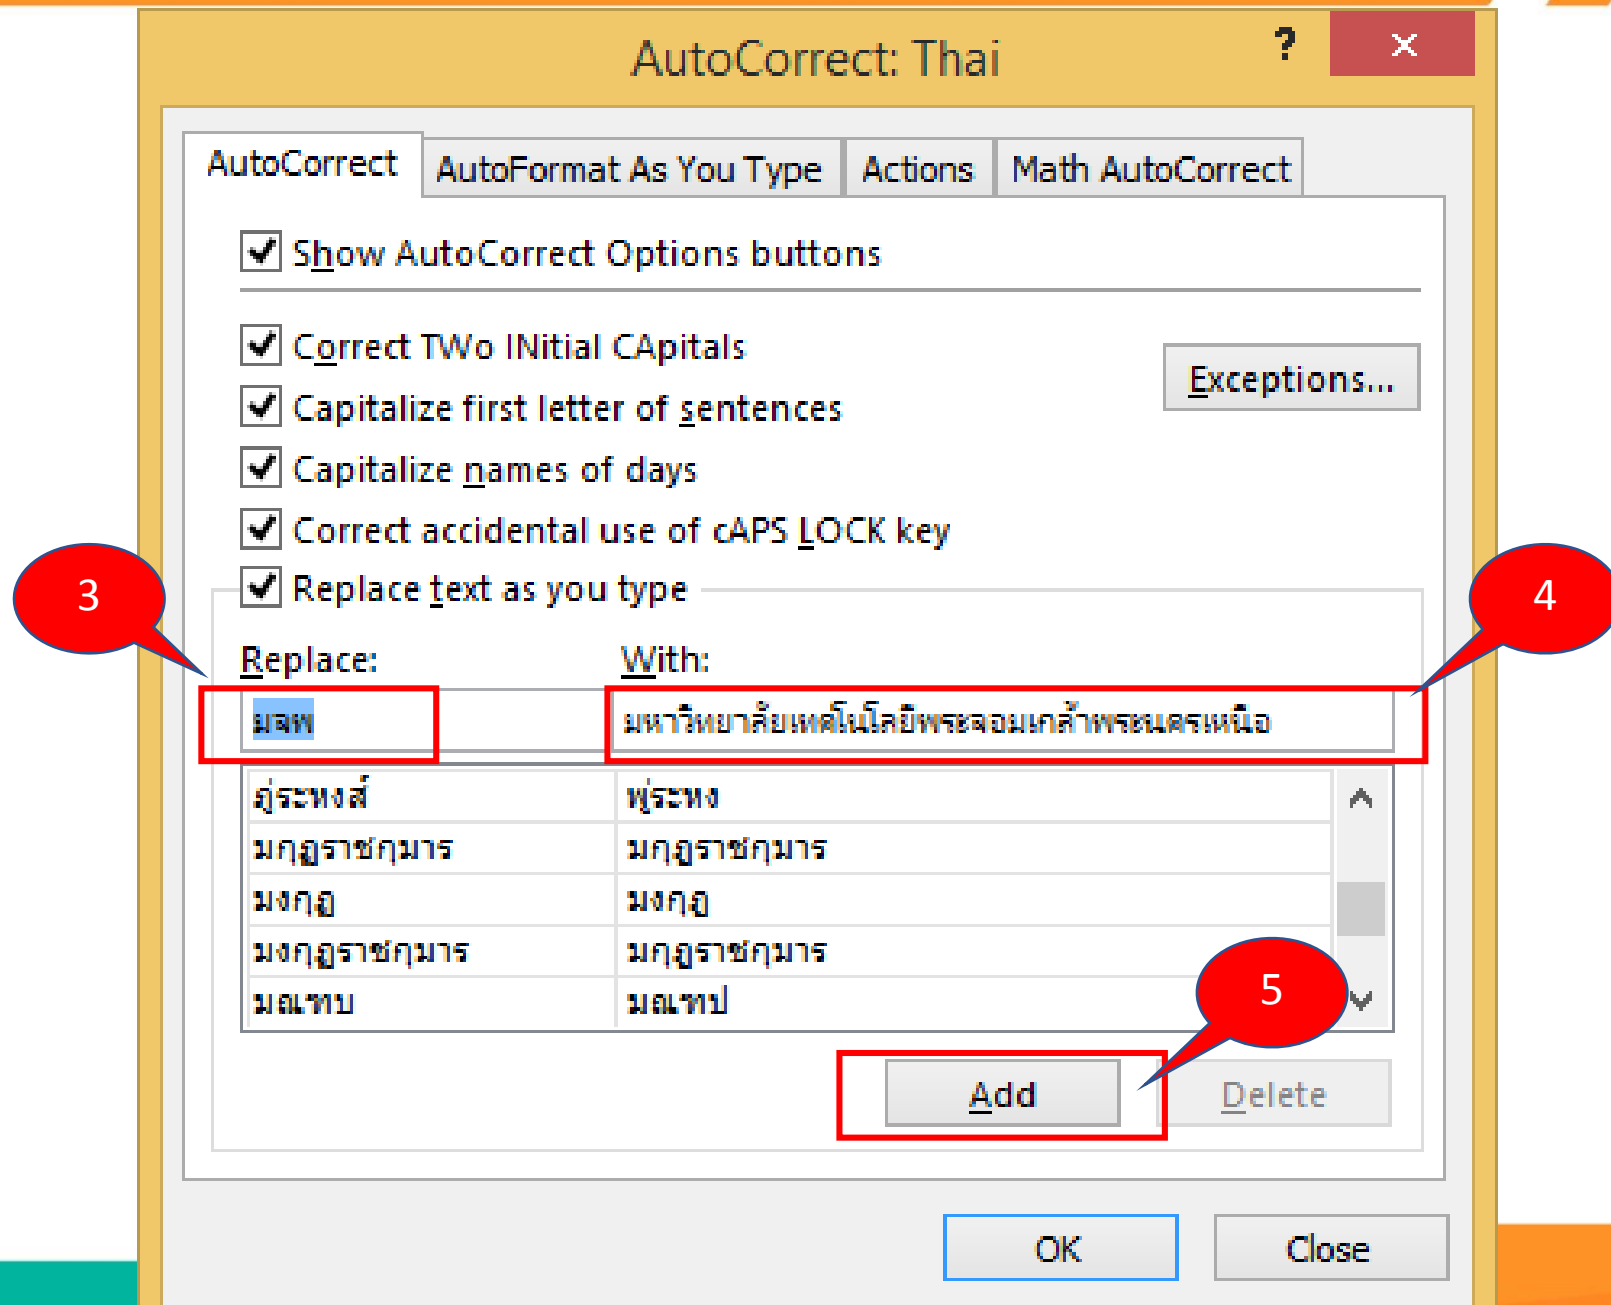 AutoCorrect: Thai
?
x
AutoCorrect AutoFormat As You Type Actions Math AutoCorrect
Show AutoCorrect Options buttons
Correct TWo INitial CApitals
Exceptions...
Capitalize first letter of sentences
Capitalize names of days
Correct accidental use of cAPS LOCK key
3
Replace text as you type
4
Replace: With:
มจพ มหาวิทยาลัยเทคโนโลยีพระจอมเกล้าพระนครเหนือ
ภู่ระหงส์ พู่ระหง
มกุฎราชกุมาร มกุฎราชกุมาร
มงกุฎ มงกุฎ
มงกุฎราชกุมาร มกุฎราชกุมาร
มณฑบ มณฑป
5
Add Delete
OK Close